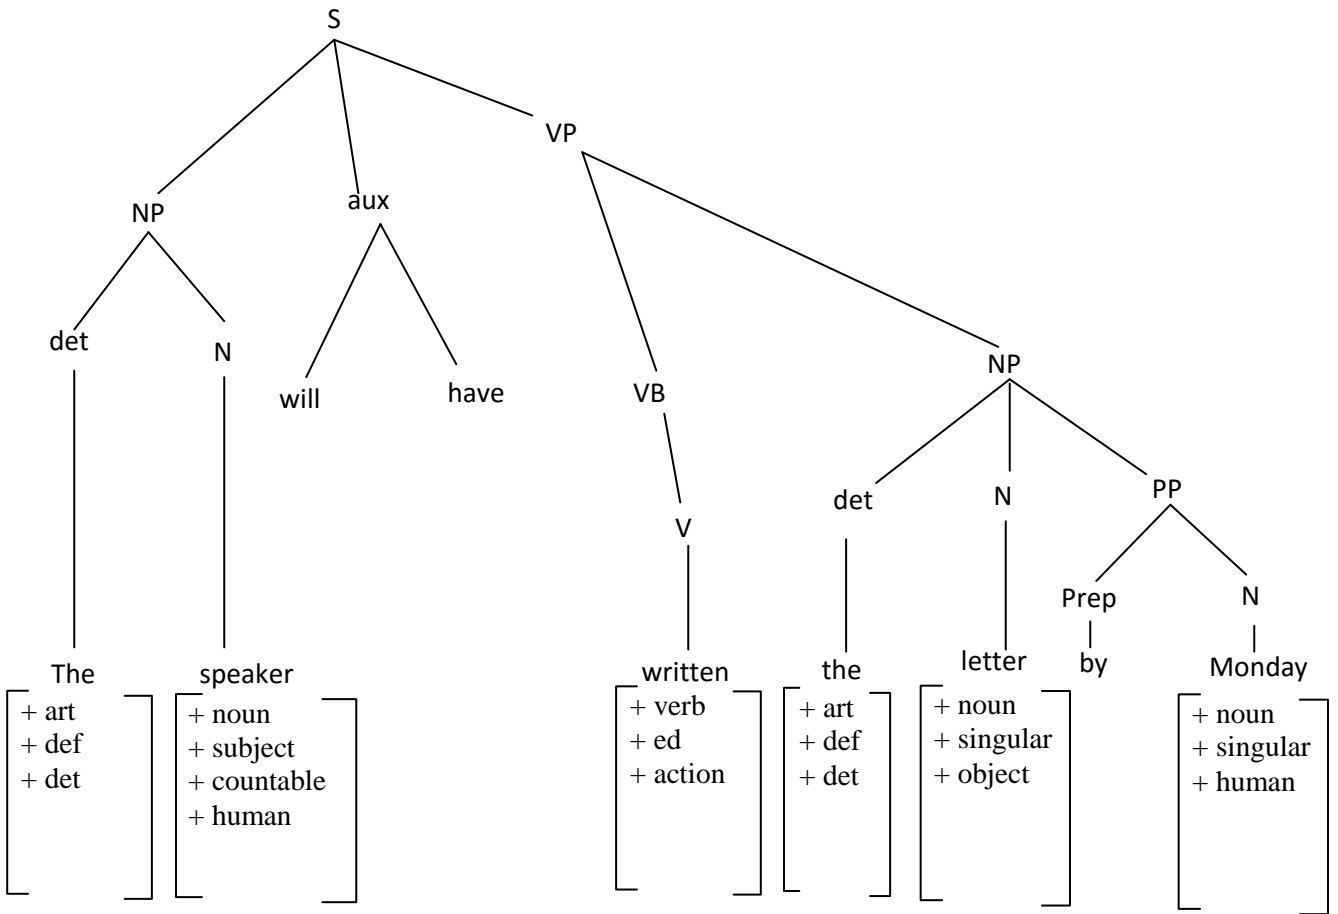 S
VP
NP
aux
det
N
will
have
VB
NP
det
N
PP
V
Prep
N
The
speaker
written
the
letter
by
Monday
+ art
+ def
+ det
+ noun
+ subject
+ countable
+ human
+ verb
+ ed
+ action
+ art
+ def
+ det
+ noun
+ singular
+ object
+ noun
+ singular
+ human